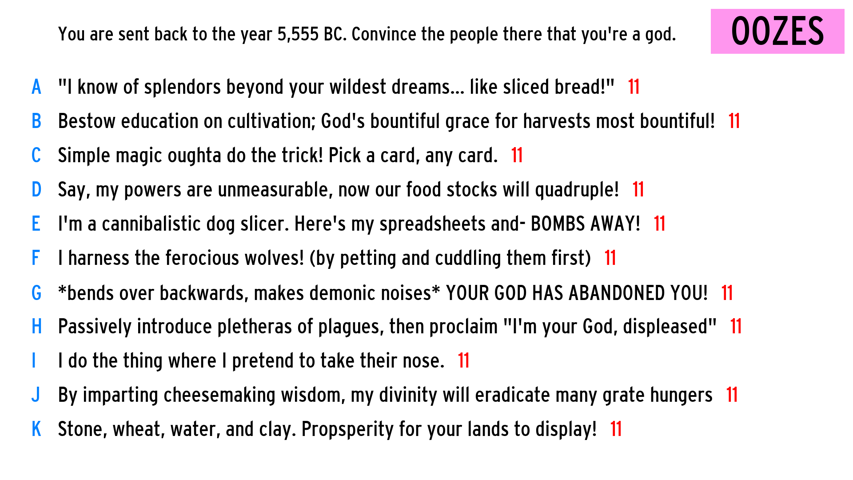 You are sent back to the year 5,555 BC. Convince the people there that you're a god.
OOZES
A "I know of splendors beyond your wildest dreams... like sliced bread!" 11
B Bestow education on cultivation; God's bountiful grace for harvests most bountiful! 11
C Simple magic oughta do the trick! Pick a card, any card. 11
D Say, my powers are unmeasurable, now our food stocks will quadruple! 11
E I'm a cannibalistic dog slicer. Here's my spreadsheets and- BOMBS AWAY! 11
F I harness the ferocious wolves! (by petting and cuddling them first) 11
G *bends over backwards, makes demonic noises* YOUR GOD HAS ABANDONED YOU! 11
H Passively introduce pletheras of plagues, then proclaim "I'm your God, displeased" 11
I I do the thing where I pretend to take their nose. 11
J By imparting cheesemaking wisdom, my divinity will eradicate many grate hungers 11
K Stone, wheat, water, and clay. Propsperity for your lands to display! 11